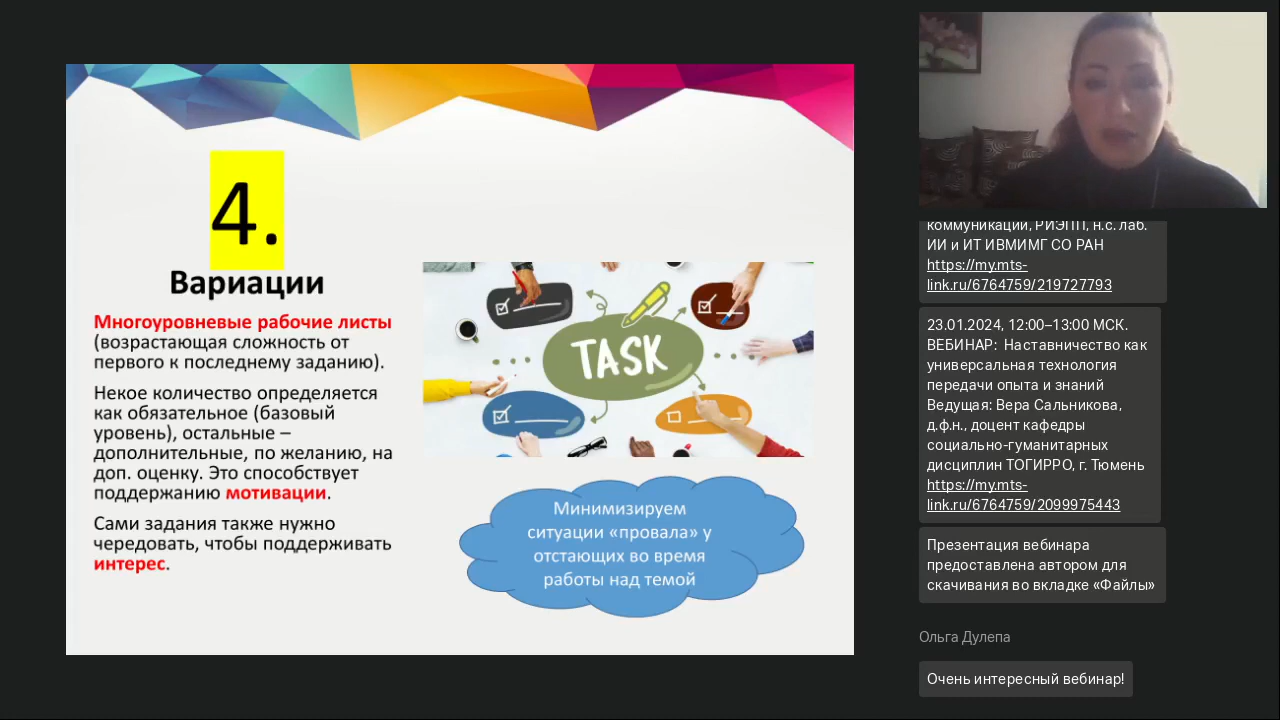 4.
Вариации
Многоуровневые рабочие листы
(возрастающая сложность от
первого к последнему заданию).
Некое количество определяется
как обязательное (базовый
уровень), остальные –
дополнительные, по желанию, на
доп. оценку. Это способствует
поддержанию мотивации.
Сами задания также нужно
чередовать, чтобы поддерживать
интерес.
TASK
Минимизируем
ситуации «провала» у
отстающих во время
работы над темой
коммуникации, РИЭПП, н.с. лаб.
ИИ и ИТ ИВМИМГ СО РАН
https://my.mts-
link.ru/6764759/219727793
23.01.2024, 12:00–13:00 МСК.
ВЕБИНАР: Наставничество как
универсальная технология
передачи опыта и знаний
Ведущая: Вера Сальникова,
д.ф.н., доцент кафедры
социально-гуманитарных
дисциплин ТОГИРРО, г. Тюмень
https://my.mts-
link.ru/6764759/2099975443
Презентация вебинара
предоставлена автором для
скачивания во вкладке «Файлы»
Ольга Дулепа
Очень интересный вебинар!